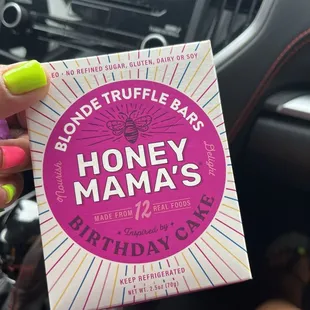 EO • NO REFINED SUGAR, GLUTEN, DAIRY OR SOY
BLONDE TRUFFLE BARS
Nourish
Delight
HONEY
MAMA'S
MADE FROM 12 REAL FOODS
Inspired by
BIRTHDAY CAKE
KEEP REFRIGERATED
NET WT. 2.5oz (70g)